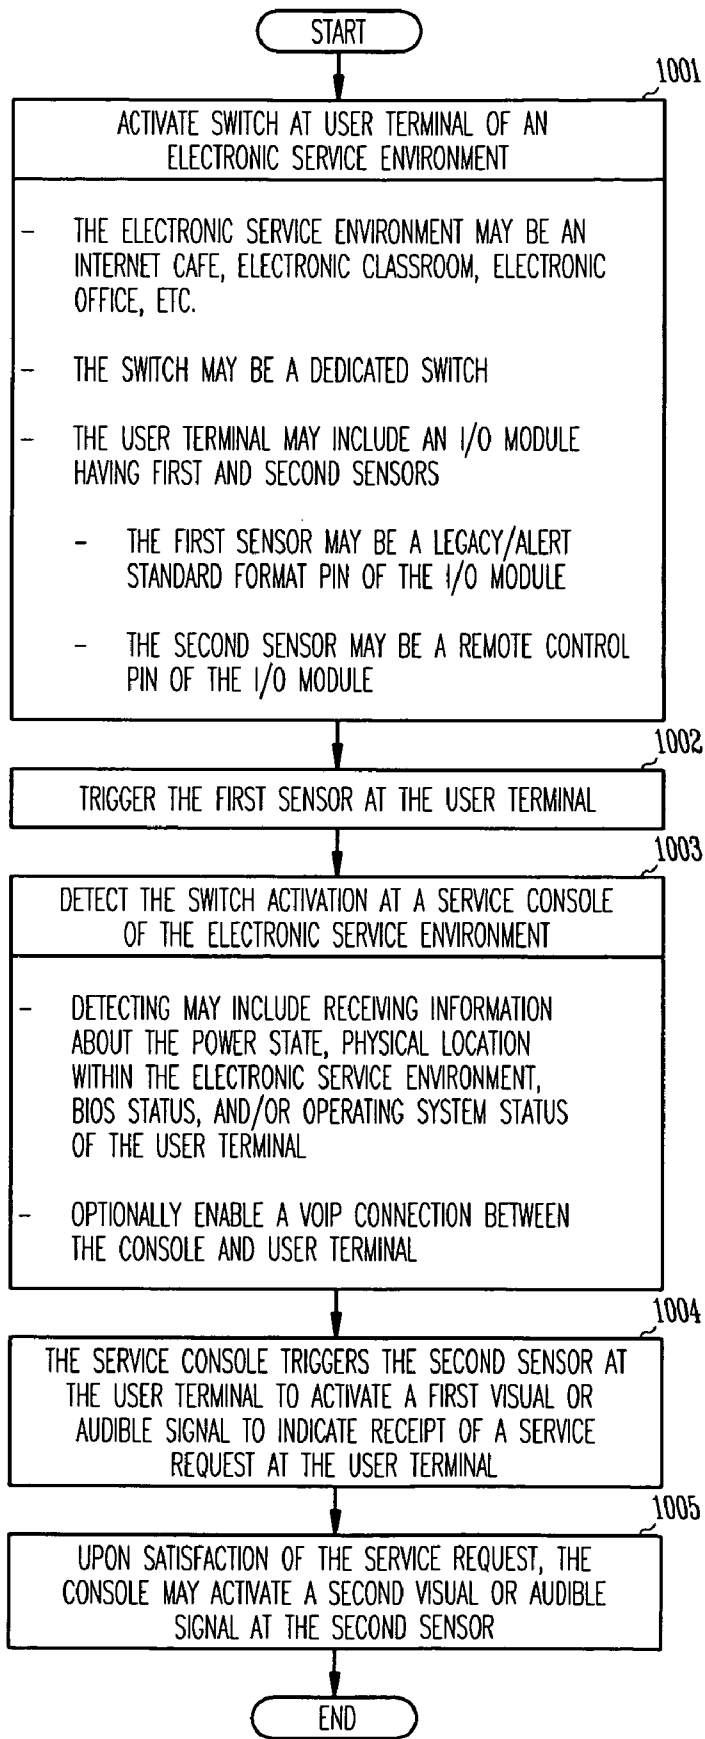 START
1001
ACTIVATE SWITCH AT USER TERMINAL OF AN
ELECTRONIC SERVICE ENVIRONMENT
- THE ELECTRONIC SERVICE ENVIRONMENT MAY BE AN
INTERNET CAFE, ELECTRONIC CLASSROOM, ELECTRONIC
OFFICE, ETC.
- THE SWITCH MAY BE A DEDICATED SWITCH
- THE USER TERMINAL MAY INCLUDE AN I/O MODULE
HAVING FIRST AND SECOND SENSORS
- THE FIRST SENSOR MAY BE A LEGACY/ALERT
STANDARD FORMAT PIN OF THE I/O MODULE
- THE SECOND SENSOR MAY BE A REMOTE CONTROL
PIN OF THE I/O MODULE
1002
TRIGGER THE FIRST SENSOR AT THE USER TERMINAL
1003
DETECT THE SWITCH ACTIVATION AT A SERVICE CONSOLE
OF THE ELECTRONIC SERVICE ENVIRONMENT
- DETECTING MAY INCLUDE RECEIVING INFORMATION
ABOUT THE POWER STATE, PHYSICAL LOCATION
WITHIN THE ELECTRONIC SERVICE ENVIRONMENT,
BIOS STATUS, AND/OR OPERATING SYSTEM STATUS
OF THE USER TERMINAL
- OPTIONALLY ENABLE A VOIP CONNECTION BETWEEN
THE CONSOLE AND USER TERMINAL
1004
THE SERVICE CONSOLE TRIGGERS THE SECOND SENSOR AT
THE USER TERMINAL TO ACTIVATE A FIRST VISUAL OR
AUDIBLE SIGNAL TO INDICATE RECEIPT OF A SERVICE
REQUEST AT THE USER TERMINAL
1005
UPON SATISFACTION OF THE SERVICE REQUEST, THE
CONSOLE MAY ACTIVATE A SECOND VISUAL OR AUDIBLE
SIGNAL AT THE SECOND SENSOR
END